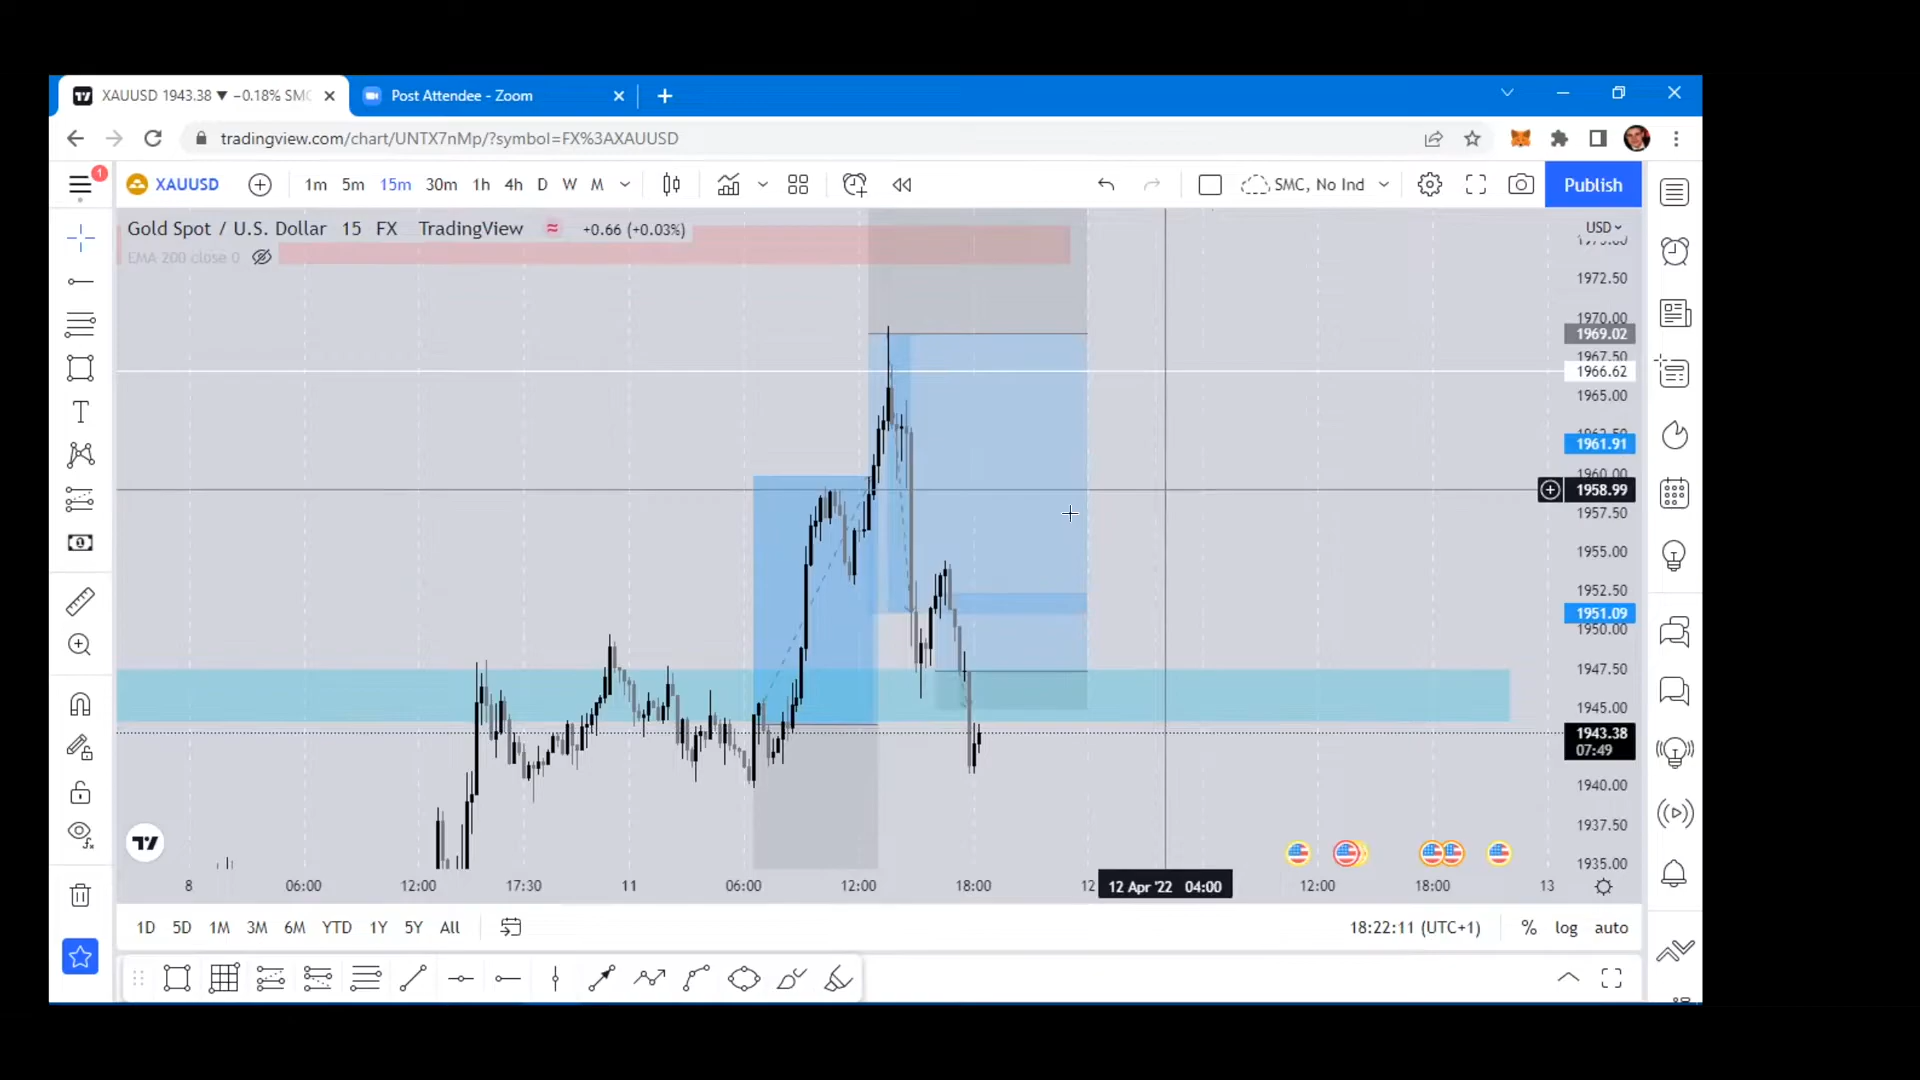 XAUUSD 1943.38 ▼ −0.18% SMC
Post Attendee - Zoom
tradingview.com/chart/UNTX7nMp/?symbol=FX%3AXAUUSD
1
XAUUSD
1m 5m 15m 30m 1h 4h D W M
SMC, No Ind
Publish
Gold Spot / U.S. Dollar 15 FX TradingView +0.66 (+0.03%)
EMA 200 close 0
USD
1972.50
1970.00
1969.02
1967.50
1966.62
1965.00
1961.91
1960.00
1958.99
1957.50
1955.00
1952.50
1951.09
1950.00
1947.50
1945.00
1943.38
07:49
1940.00
1937.50
1935.00
8 06:00 12:00 17:30 11 06:00 12:00 18:00 12 12 Apr '22 04:00 12:00 18:00 13
1D 5D 1M 3M 6M YTD 1Y 5Y All
18:22:11 (UTC+1) % log auto